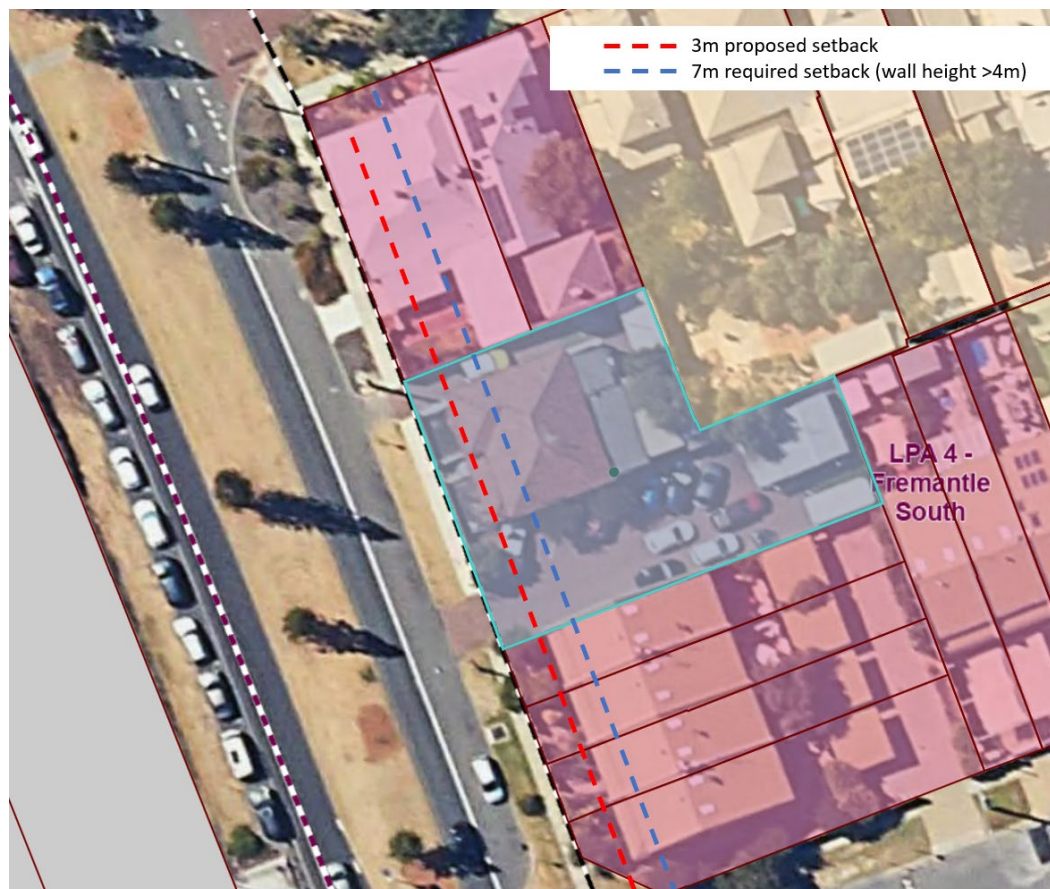 3m proposed setback
7m required setback (wall height >4m)
LPA 4 -
Fremantle
South